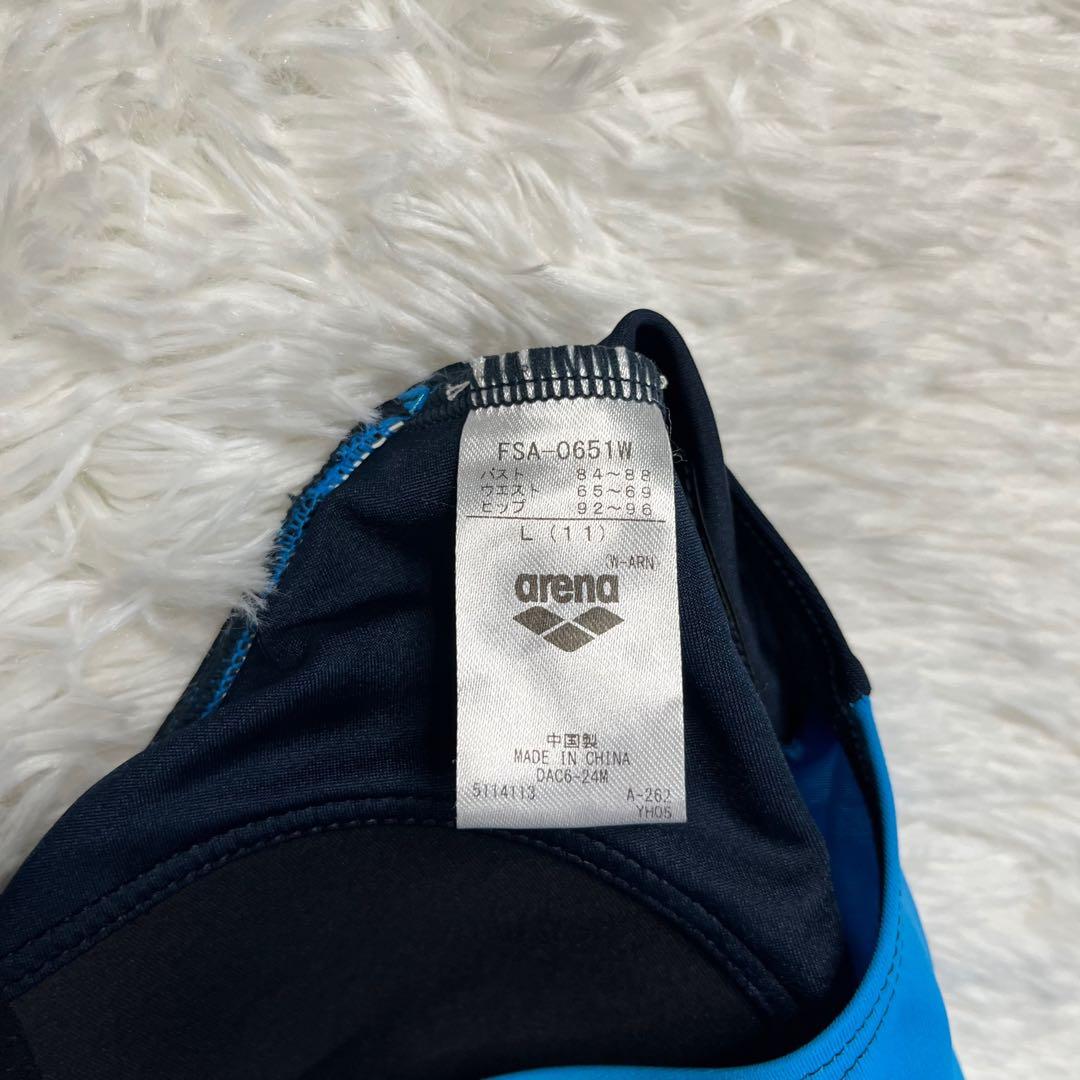 FSA-0651W
バスト 84～88
ウエスト 65～69
ヒップ 92～96
L (11)
W-ARN
arena
中国製
MADE IN CHINA
DAC6-24M
5114113 A-262
YH05